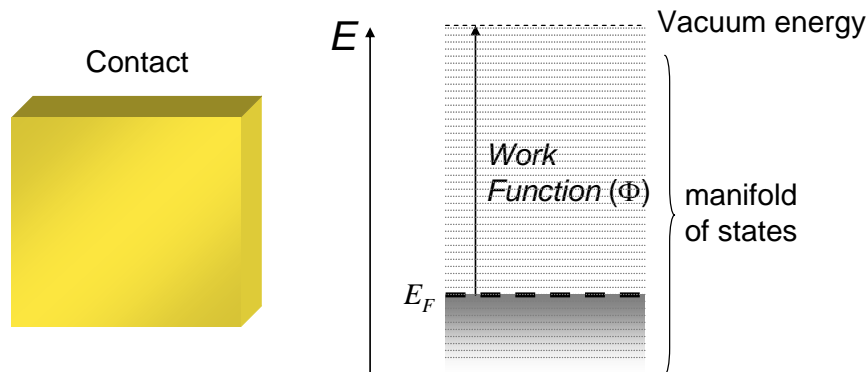 Contact
E
Vacuum energy
Work
Function (Φ)
manifold
of states
E_F